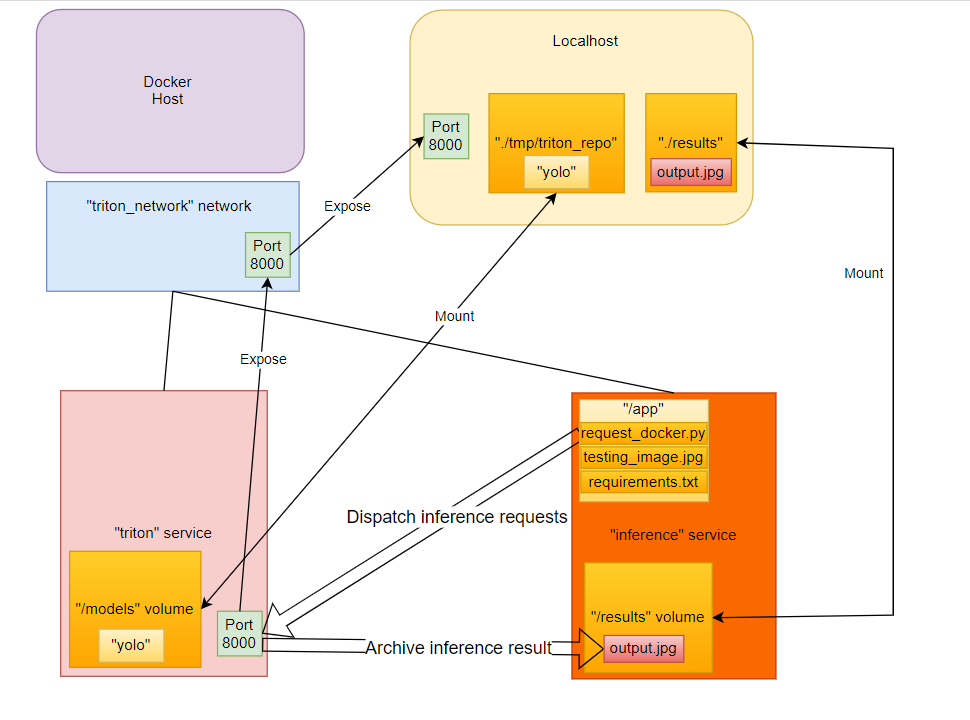 Docker
Host
Localhost
Port
8000
"./tmp/triton_repo"
"yolo"
"./results"
output.jpg
"triton_network" network
Port
8000
Expose
Mount
Mount
Expose
"/app"
request_docker.py
testing_image.jpg
requirements.txt
Dispatch inference requests
"triton" service
"inference" service
"/models" volume
"yolo"
Port
8000
"/results" volume
Archive inference result
output.jpg